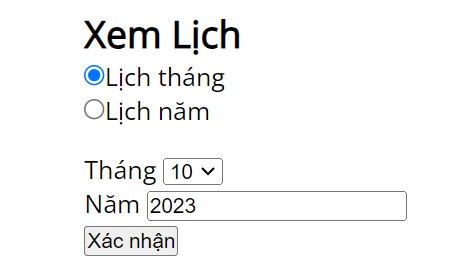 Xem Lịch
Lịch tháng
Lịch năm
Tháng 10
Năm 2023
Xác nhận